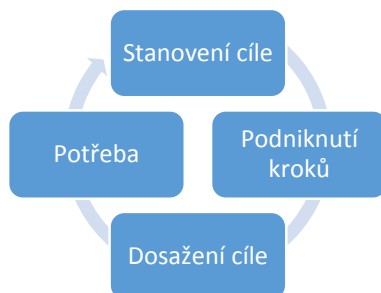 Stanovení cíle
Potřeba
Podniknutí
kroků
Dosažení cíle